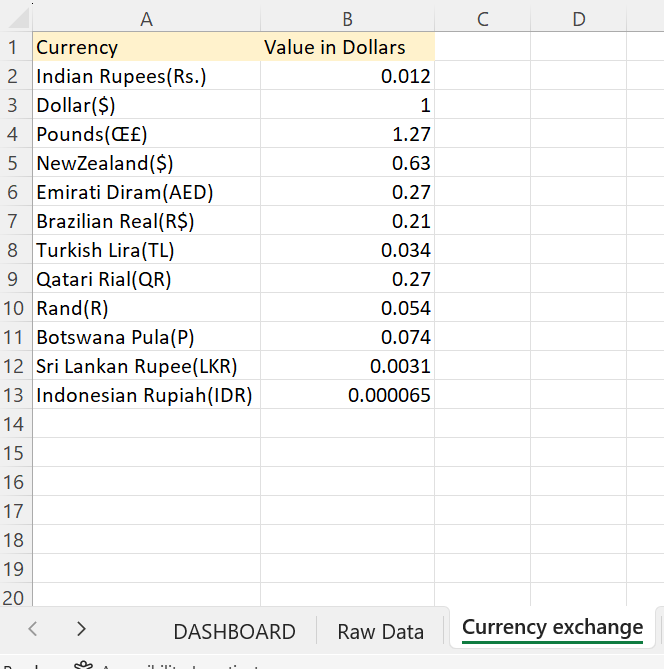 A B C D
1 Currency Value in Dollars
2 Indian Rupees(Rs.) 0.012
3 Dollar($) 1
4 Pounds(Œ£) 1.27
5 NewZealand($) 0.63
6 Emirati Diram(AED) 0.27
7 Brazilian Real(R$) 0.21
8 Turkish Lira(TL) 0.034
9 Qatari Rial(QR) 0.27
10 Rand(R) 0.054
11 Botswana Pula(P) 0.074
12 Sri Lankan Rupee(LKR) 0.0031
13 Indonesian Rupiah(IDR) 0.000065
14
15
16
17
18
19
20
DASHBOARD Raw Data Currency exchange